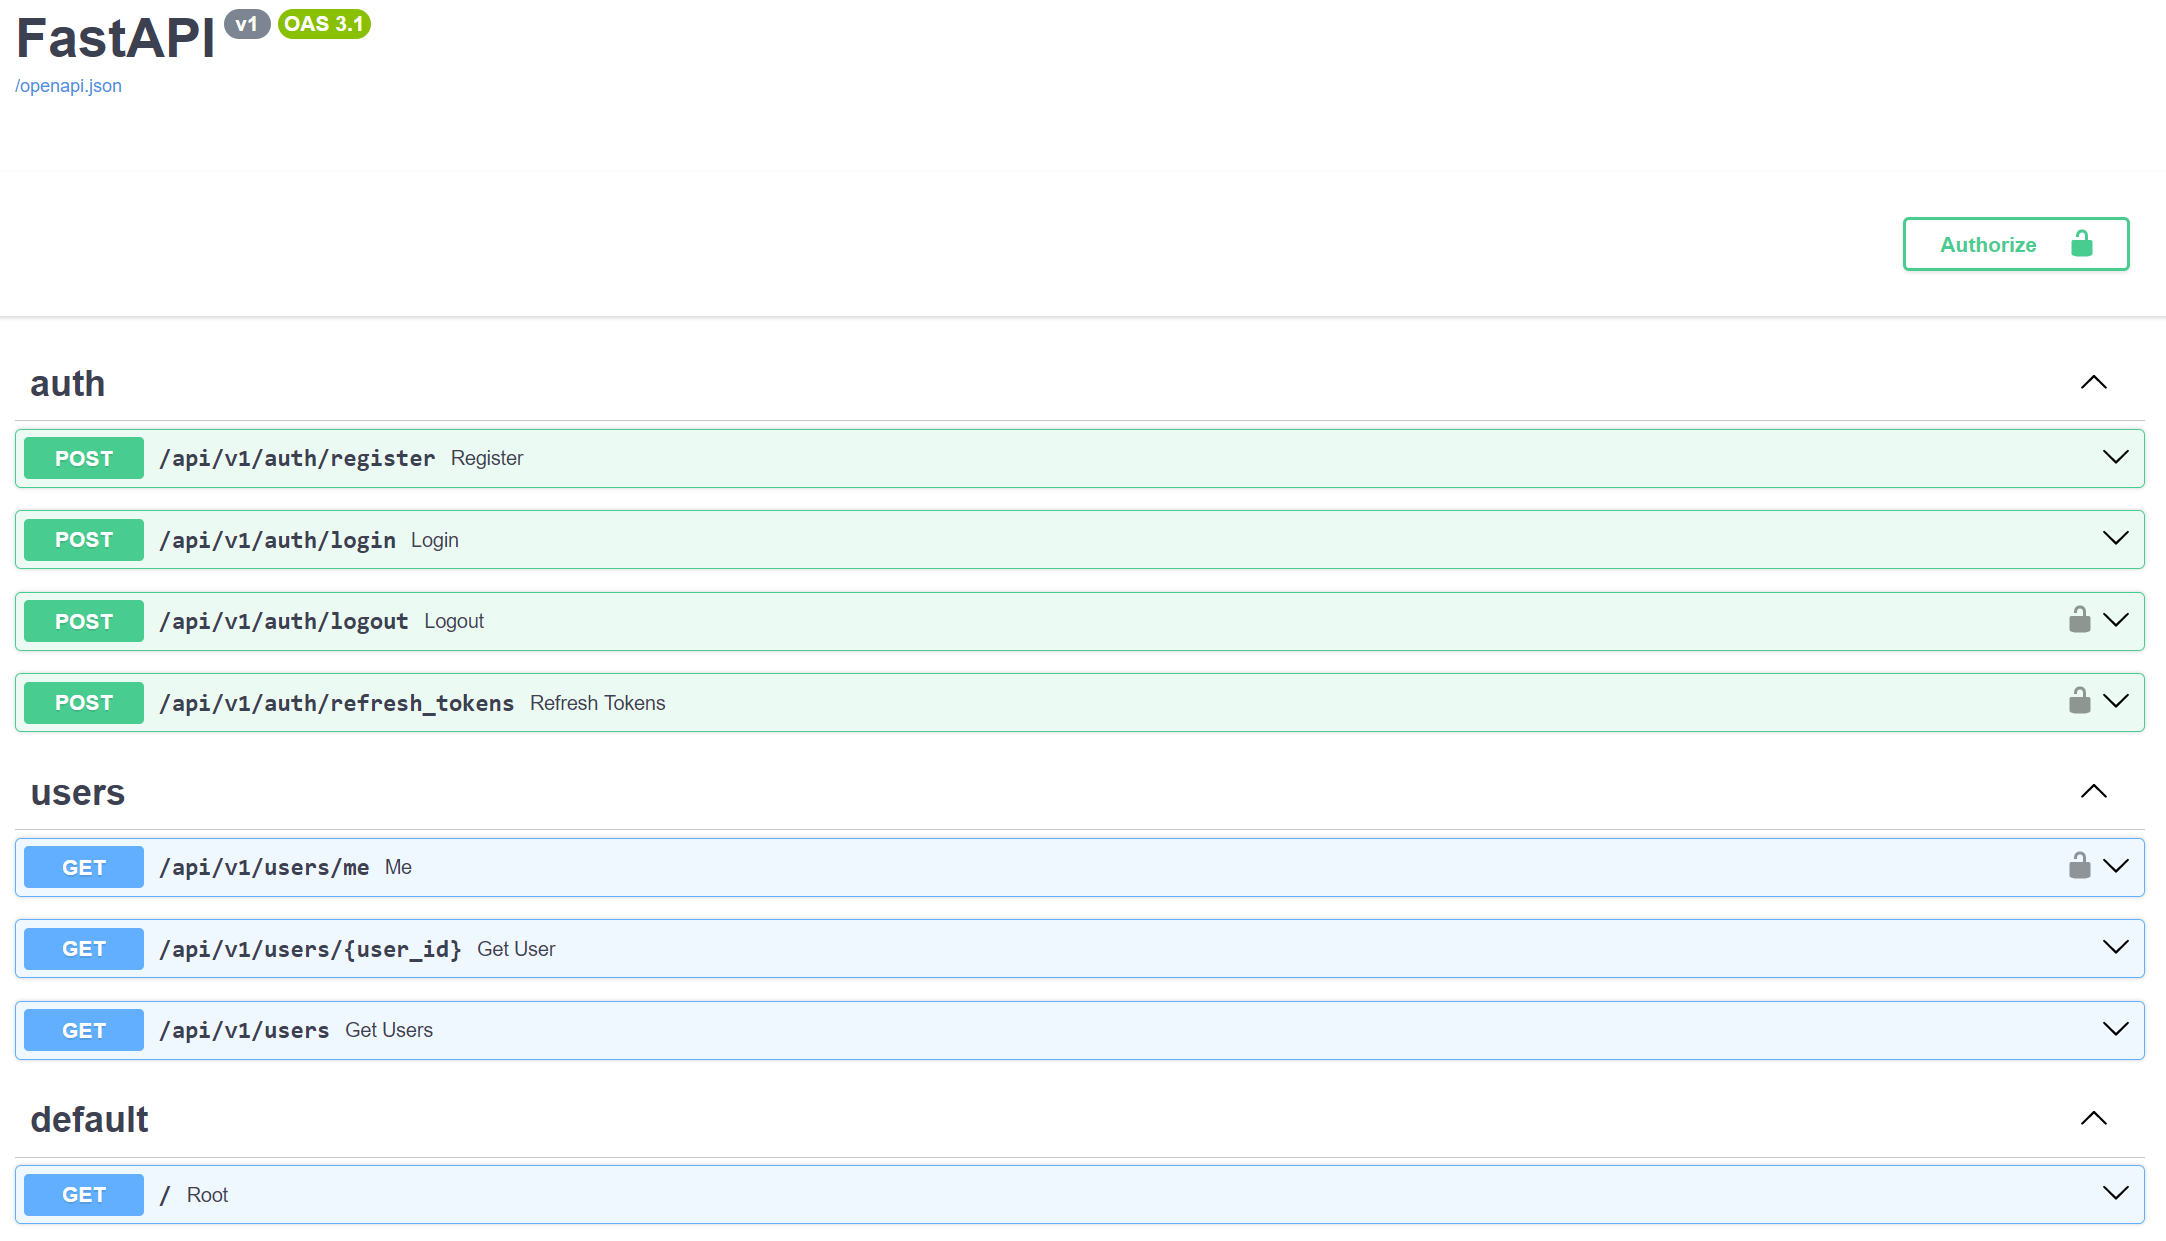 FastAPI v1 OAS 3.1
/openapi.json
Authorize
auth
POST /api/v1/auth/register Register
POST /api/v1/auth/login Login
POST /api/v1/auth/logout Logout
POST /api/v1/auth/refresh_tokens Refresh Tokens
users
GET /api/v1/users/me Me
GET /api/v1/users/{user_id} Get User
GET /api/v1/users Get Users
default
GET / Root